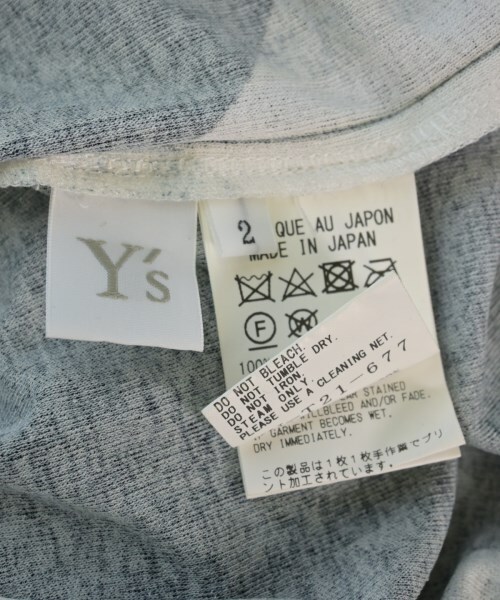 Y's
2
QUE AU JAPON
MADE IN JAPAN
F
W
100%
DO NOT BLEACH.
DO NOT TUMBLE DRY.
DO NOT IRON.
STEAM ONLY.
PLEASE USE A CLEANING NET.
21-677
STAINED
BLEED AND/OR FADE.
IF GARMENT BECOMES WET,
DRY IMMEDIATELY.
この製品は1枚1枚手作業でプリ
ント加工されています。